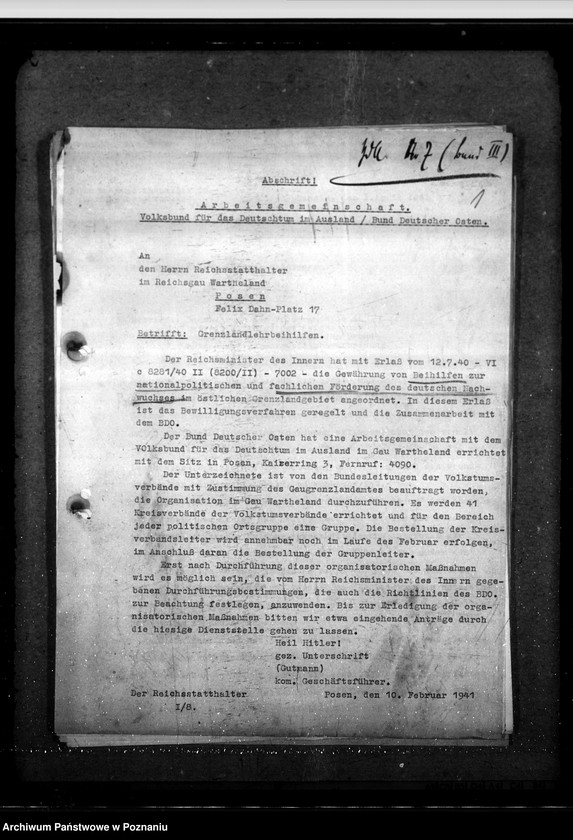 Nr. 7 (Band III)
1
Abschrift!
Arbeitsgemeinschaft.
Volksbund für das Deutschtum im Ausland / Bund Deutscher Osten.
An
den Herrn Reichsstatthalter
im Reichsgau Wartheland
Posen
Felix Dahn-Platz 17
Betrifft: Grenzlandlehrbeihilfen.
Der Reichsminister des Innern hat mit Erlaß vom 12.7.40 - VI
c 8281/40 II (8200/II) - 7002 - die Gewährung von Beihilfen zur
nationalpolitischen und fachlichen Förderung des deutschen Nach-
wuchses im östlichen Grenzlandgebiet angeordnet. In diesem Erlaß
ist das Bewilligungsverfahren geregelt und die Zusammenarbeit mit
dem BDO.
Der Bund Deutscher Osten hat eine Arbeitsgemeinschaft mit dem
Volksbund für das Deutschtum im Ausland im Gau Wartheland errichtet
mit dem Sitz in Posen, Kaiserring 3, Fernruf: 4090.
Der Unterzeichnete ist von den Bundesleitungen der Volkstums-
verbände mit Zustimmung des Gaugrenzlandamtes beauftragt worden,
die Organisation im Gau Wartheland durchzuführen. Es werden 41
Kreisverbände der Volkstumsverbände errichtet und für den Bereich
jeder politischen Ortsgruppe eine Gruppe. Die Bestellung der Kreis-
verbandsleiter wird annehmbar noch im Laufe des Februar erfolgen,
im Anschluß daran die Bestellung der Gruppenleiter.
Erst nach Durchführung dieser organisatorischen Maßnahmen
wird es möglich sein, die vom Herrn Reichsminister des Innern gege-
benen Durchführungsbestimmungen, die auch die Richtlinien des BDO.
zur Beachtung festlegen, anzuwenden. Bis zur Erledigung der orga-
nisatorischen Maßnahmen bitten wir etwa eingehende Anträge durch
die hiesige Dienststelle gehen zu lassen.
Heil Hitler!
gez. Unterschrift
(Gutmann)
kom. Geschäftsführer.
Der Reichsstatthalter Posen, den 10. Februar 1941
I/8.
Archiwum Państwowe w Poznaniu